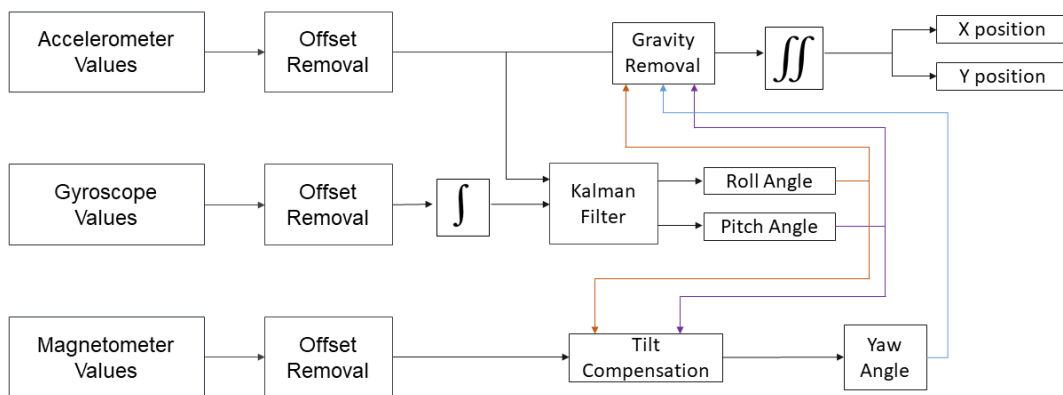 Accelerometer
Values
Offset
Removal
Gravity
Removal
∬
X position
Y position
Gyroscope
Values
Offset
Removal
∫
Kalman
Filter
Roll Angle
Pitch Angle
Magnetometer
Values
Offset
Removal
Tilt
Compensation
Yaw
Angle